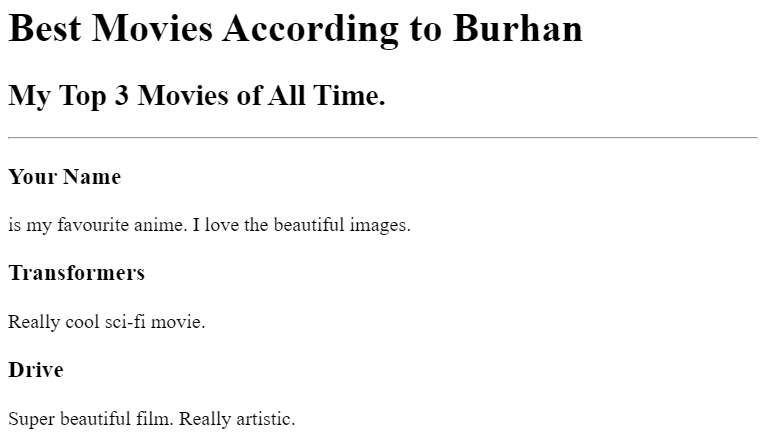 Best Movies According to Burhan
My Top 3 Movies of All Time.
Your Name
is my favourite anime. I love the beautiful images.
Transformers
Really cool sci-fi movie.
Drive
Super beautiful film. Really artistic.